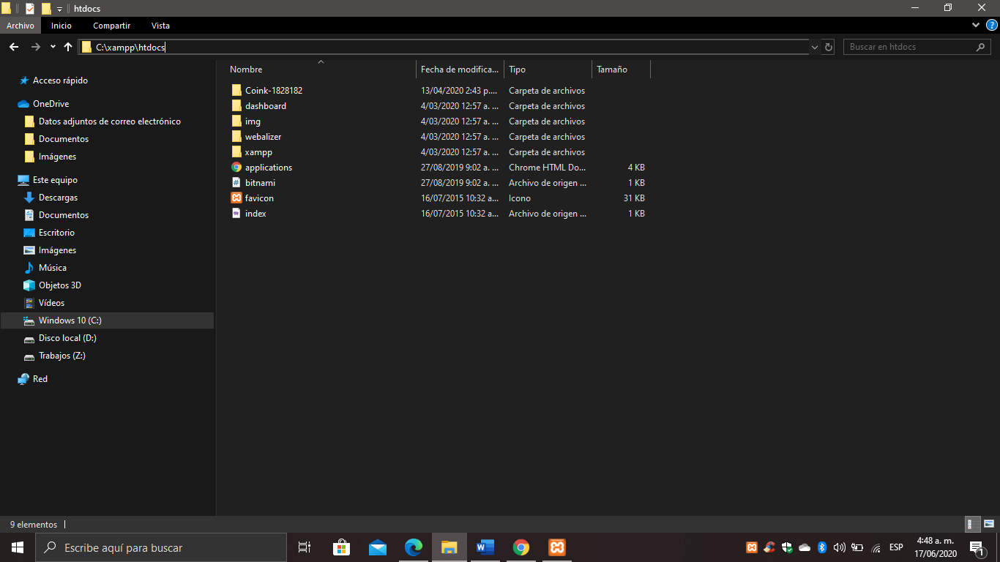 htdocs
Archivo Inicio Compartir Vista
C:\xampp\htdocs
Buscar en htdocs
Nombre Fecha de modifica... Tipo Tamaño
Acceso rápido
OneDrive
Datos adjuntos de correo electrónico
Documentos
Imágenes
Este equipo
Descargas
Documentos
Escritorio
Imágenes
Música
Objetos 3D
Vídeos
Windows 10 (C:)
Disco local (D:)
Trabajos (Z:)
Red
Coink-1828182 13/04/2020 2:43 p.... Carpeta de archivos
dashboard 4/03/2020 12:57 a. ... Carpeta de archivos
img 4/03/2020 12:57 a. ... Carpeta de archivos
webalizer 4/03/2020 12:57 a. ... Carpeta de archivos
xampp 4/03/2020 12:57 a. ... Carpeta de archivos
applications 27/08/2019 9:02 a. ... Chrome HTML Do... 4 KB
bitnami 27/08/2019 9:02 a. ... Archivo de origen ... 1 KB
favicon 16/07/2015 10:32 a... Icono 31 KB
index 16/07/2015 10:32 a... Archivo de origen ... 1 KB
9 elementos
Escribe aquí para buscar
ESP
4:48 a. m.
17/06/2020
1